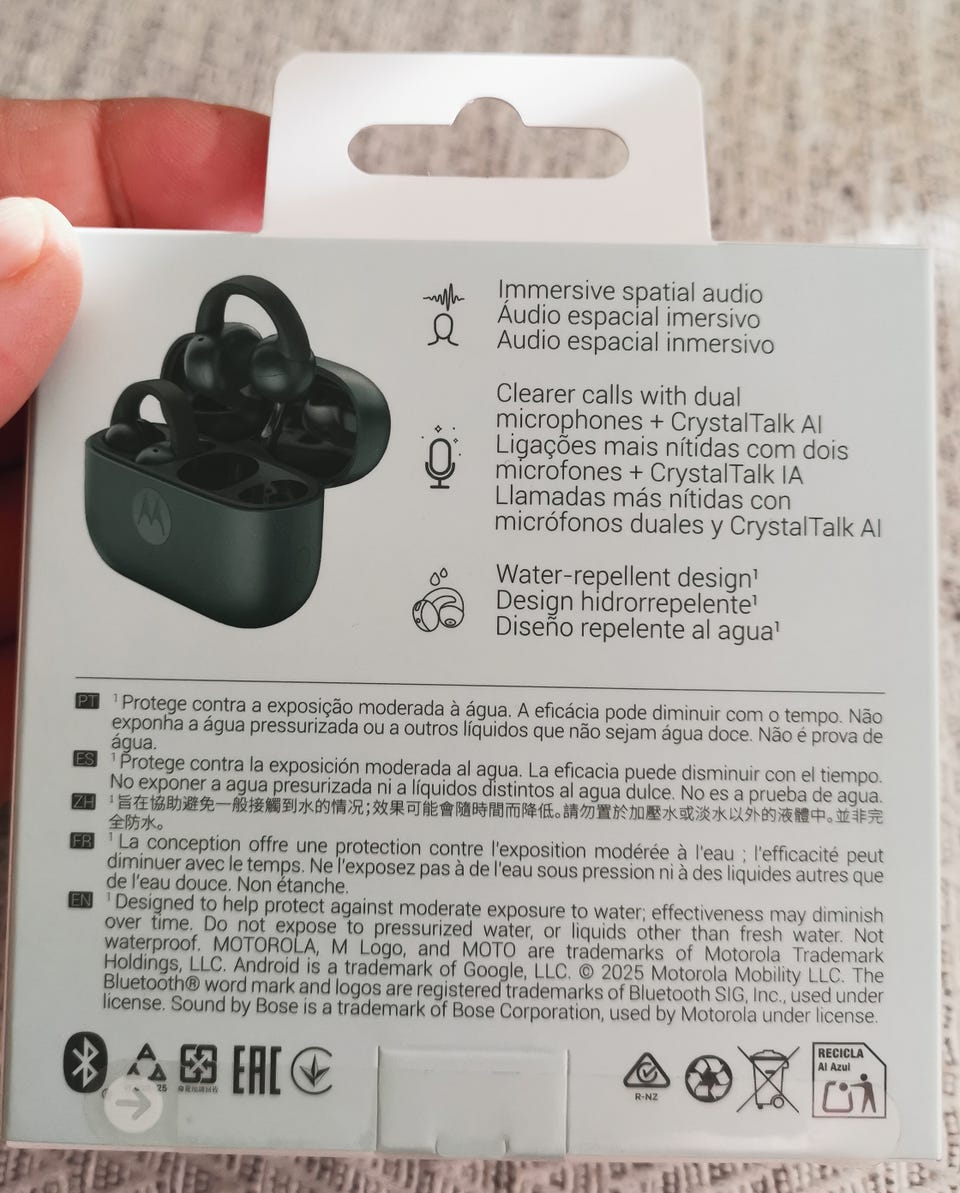 Immersive spatial audio
Áudio espacial imersivo
Audio espacial inmersivo
Clearer calls with dual
microphones + CrystalTalk AI
Ligações mais nítidas com dois
microfones + CrystalTalk IA
Llamadas más nítidas con
micrófonos duales y CrystalTalk AI
Water-repellent design¹
Design hidrorrepelente¹
Diseño repelente al agua¹
PT ¹ Protege contra a exposição moderada à água. A eficácia pode diminuir com o tempo. Não
exponha a água pressurizada ou a outros líquidos que não sejam água doce. Não é prova de
água.
ES ¹ Protege contra la exposición moderada al agua. La eficacia puede disminuir con el tiempo.
No exponer a agua presurizada ni a líquidos distintos al agua dulce. No es a prueba de agua.
ZH ¹ 旨在協助避免一般接觸到水的情況；效果可能會隨時間而降低。請勿置於加壓水或淡水以外的液體中。並非完
全防水。
FR ¹ La conception offre une protection contre l'exposition modérée à l'eau ; l'efficacité peut
diminuer avec le temps. Ne l'exposez pas à de l'eau sous pression ni à des liquides autres que
de l'eau douce. Non étanche.
EN ¹ Designed to help protect against moderate exposure to water; effectiveness may diminish
over time. Do not expose to pressurized water, or liquids other than fresh water. Not
waterproof. MOTOROLA, M Logo, and MOTO are trademarks of Motorola Trademark
Holdings, LLC. Android is a trademark of Google, LLC. © 2025 Motorola Mobility LLC. The
Bluetooth® word mark and logos are registered trademarks of Bluetooth SIG, Inc., used under
license. Sound by Bose is a trademark of Bose Corporation, used by Motorola under license.
EAC
R-NZ
RECICLA
Al Azul